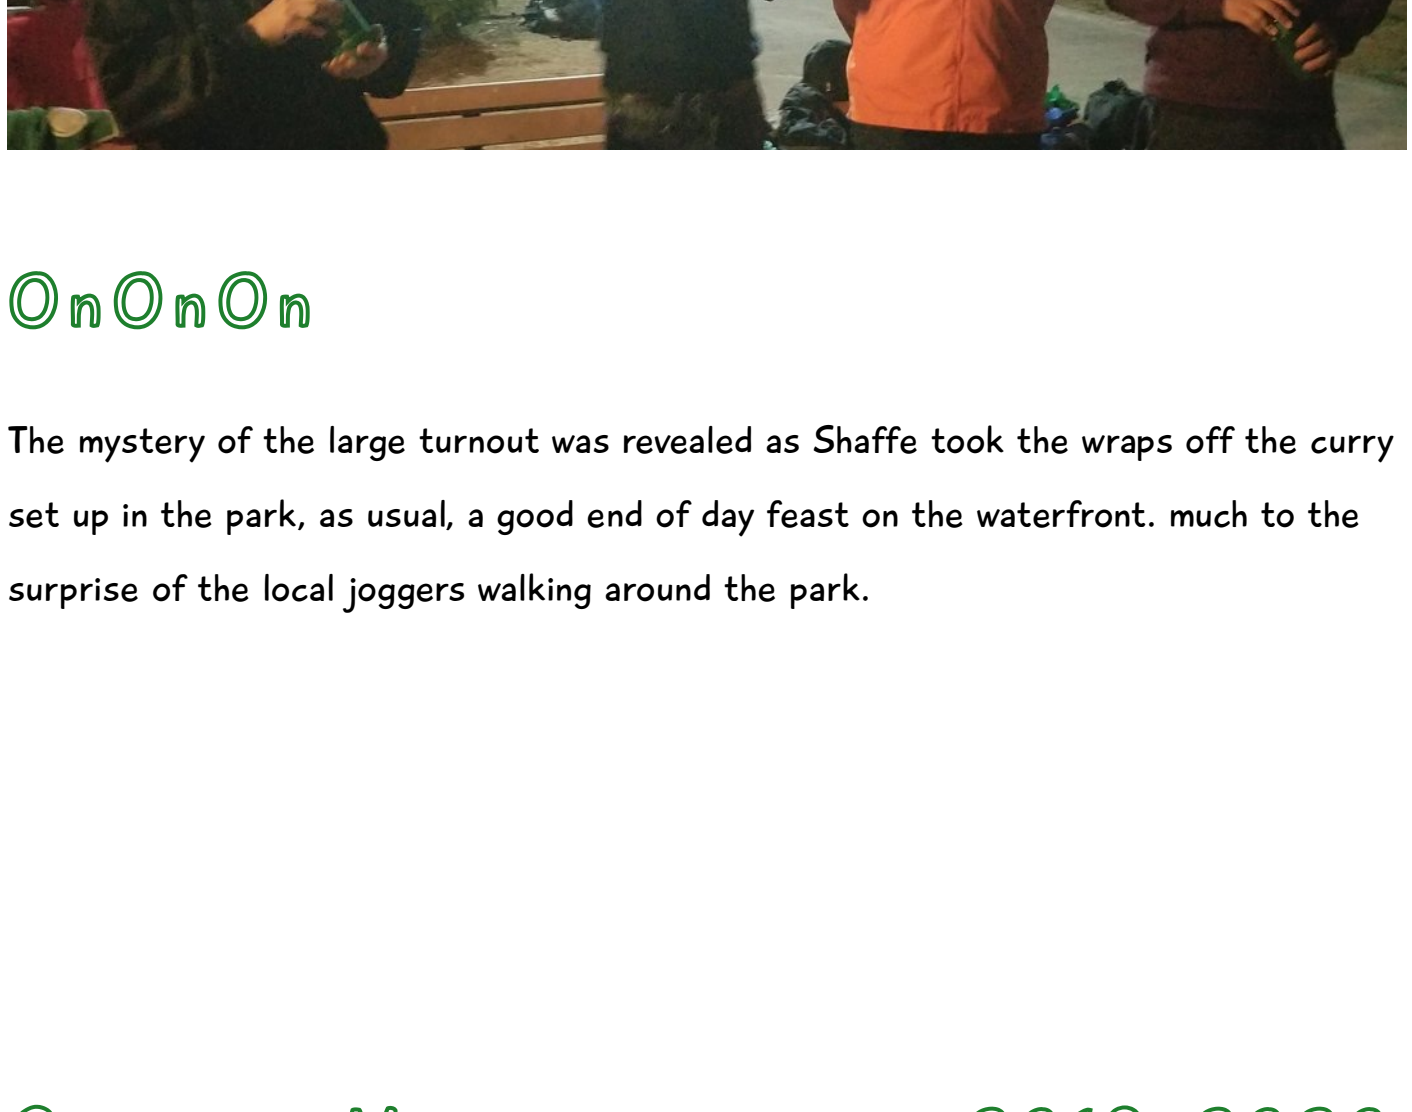 OnOnOn
The mystery of the large turnout was revealed as Shaffe took the wraps off the curry
set up in the park, as usual, a good end of day feast on the waterfront. much to the
surprise of the local joggers walking around the park.